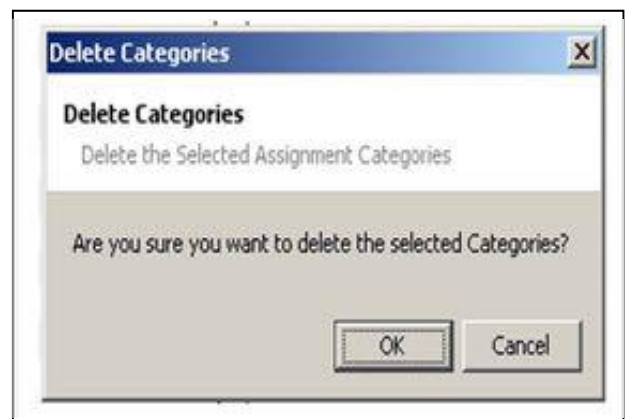 Delete Categories
Delete Categories
Delete the Selected Assignment Categories
Are you sure you want to delete the selected Categories?
OK Cancel